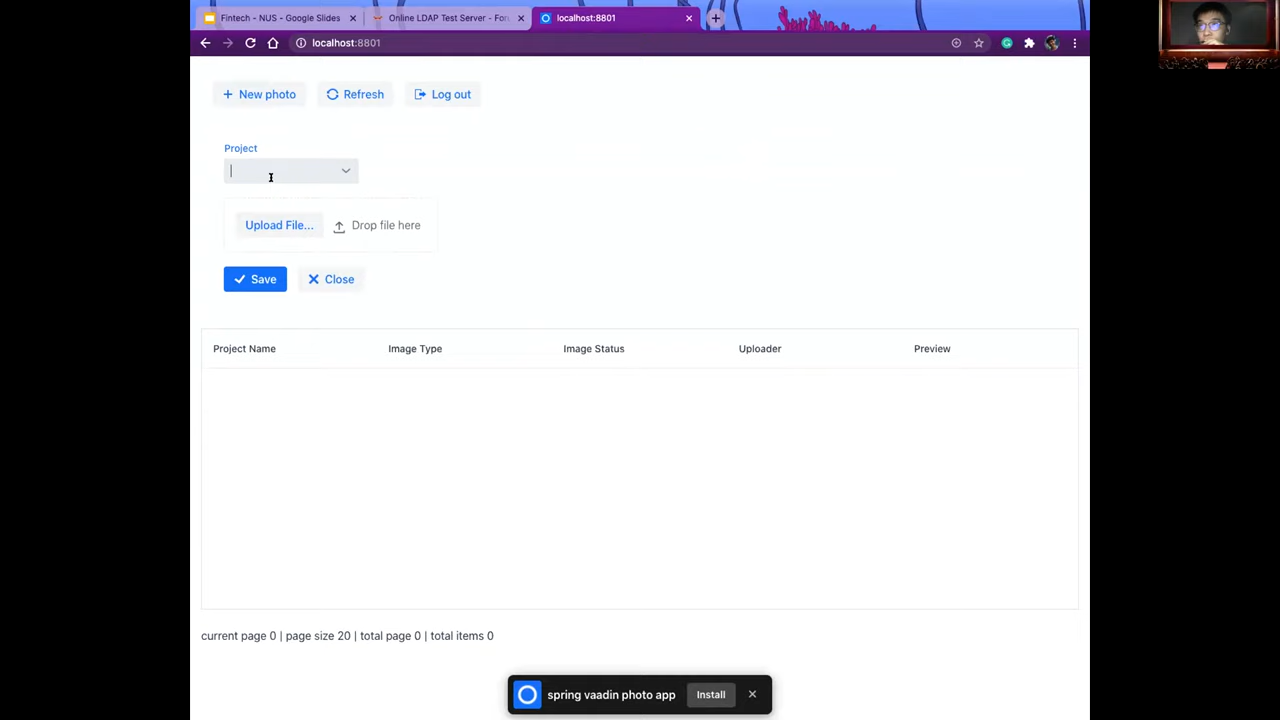 Fintech - NUS - Google Slides
Online LDAP Test Server - For
localhost:8801
localhost:8801
New photo
Refresh
Log out
Project
Upload File...
Drop file here
Save
Close
Project Name
Image Type
Image Status
Uploader
Preview
current page 0 | page size 20 | total page 0 | total items 0
spring vaadin photo app
Install